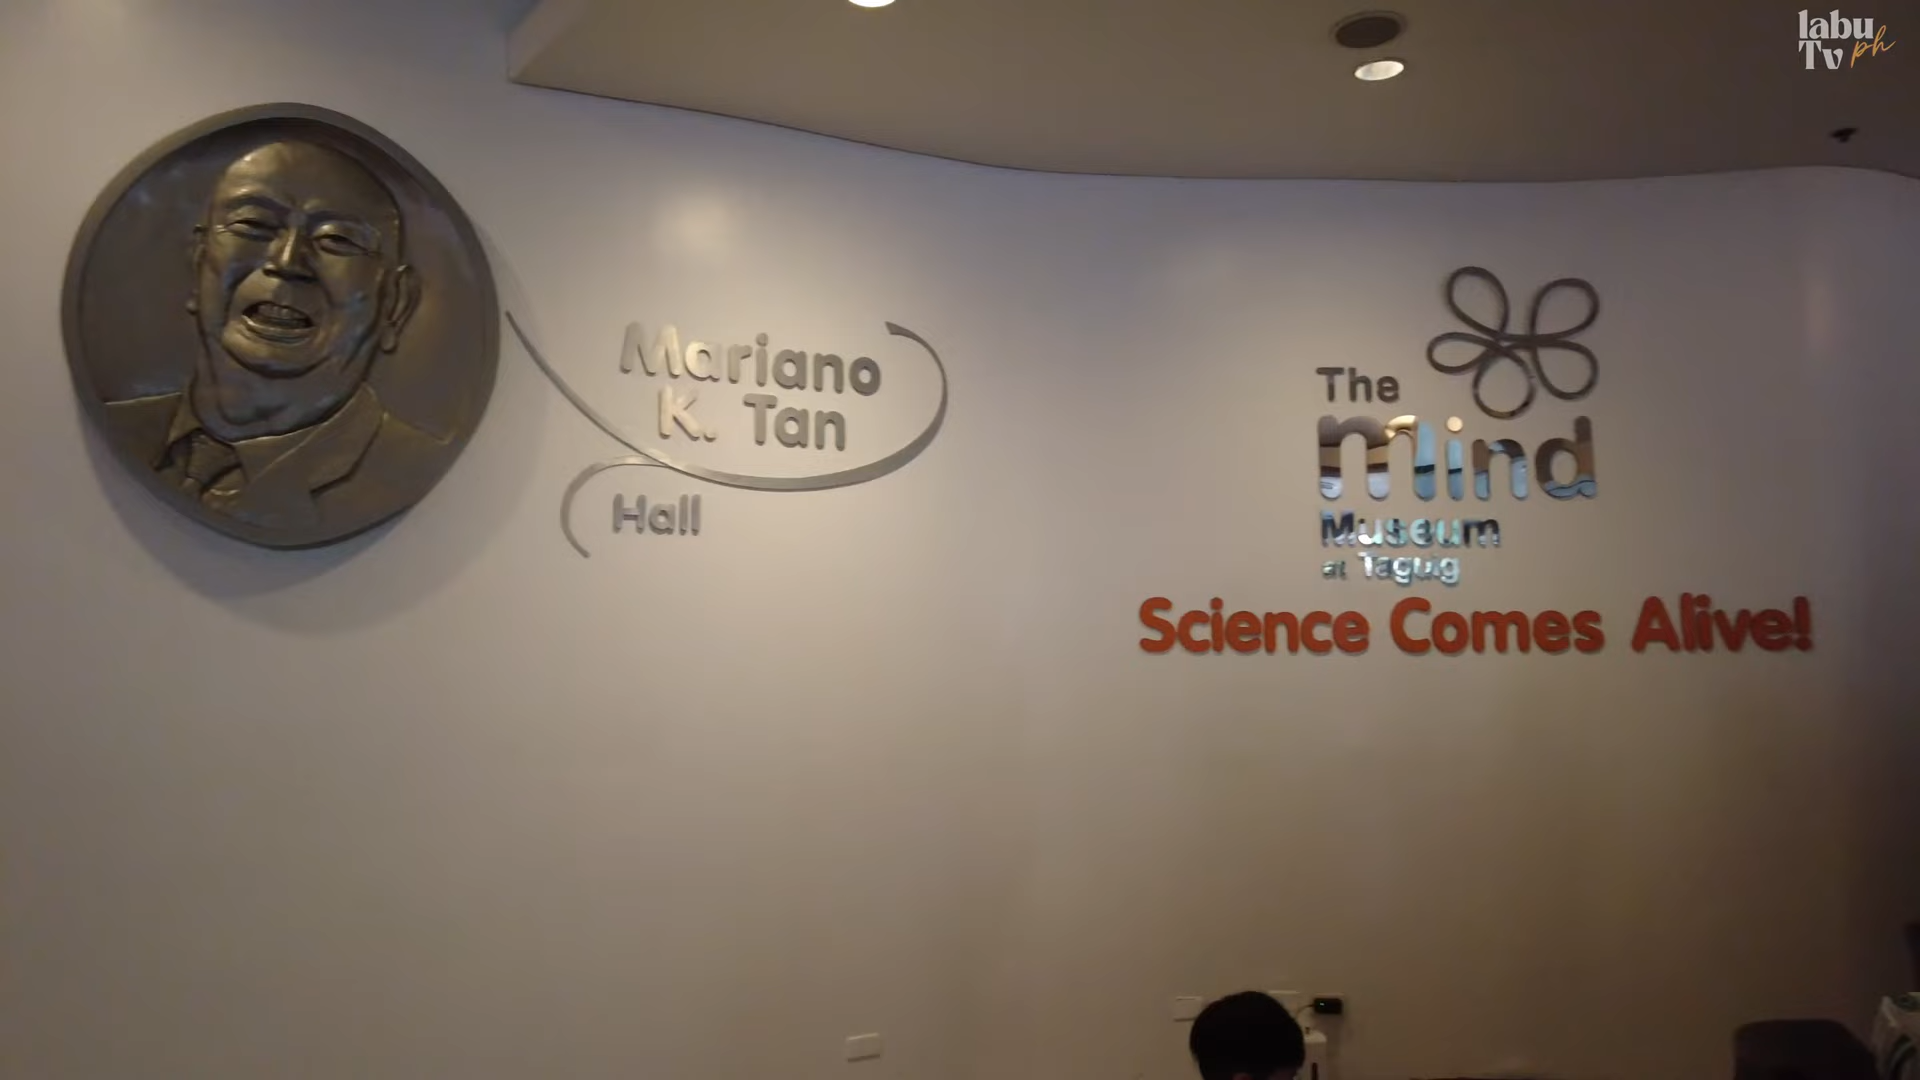 labu
Tv ph
Mariano
K. Tan
Hall
The
mind
Museum
at Taguig
Science Comes Alive!